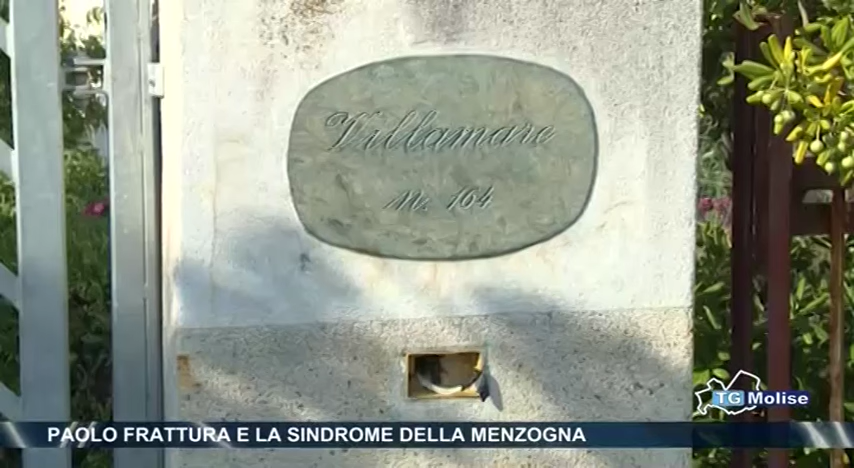 Villamare
N. 164
TG Molise
PAOLO FRATTURA E LA SINDROME DELLA MENZOGNA